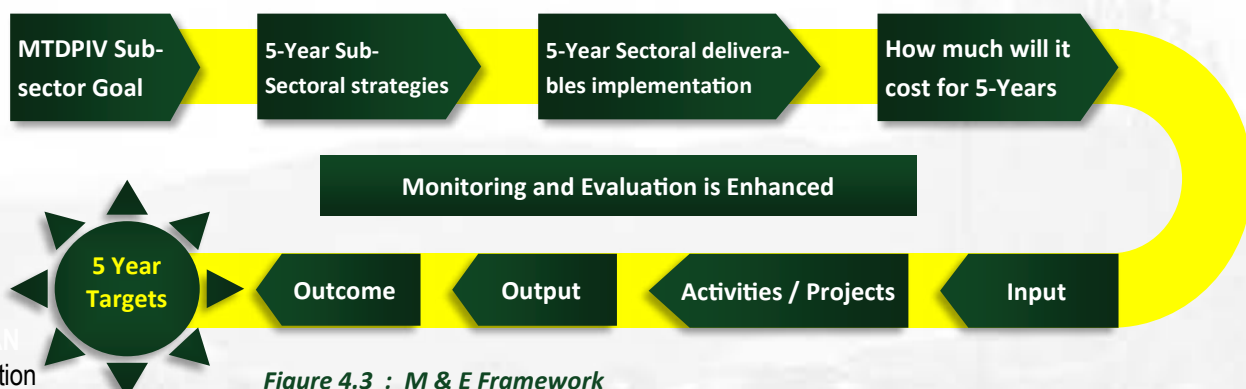 MTDPIV Sub-
sector Goal
5-Year Sub-
Sectoral strategies
5-Year Sectoral delivera-
bles implementation
How much will it
cost for 5-Years
Monitoring and Evaluation is Enhanced
5 Year
Targets
Outcome
Output
Activities / Projects
Input
AN
tion
Figure 4.3 : M & E Framework